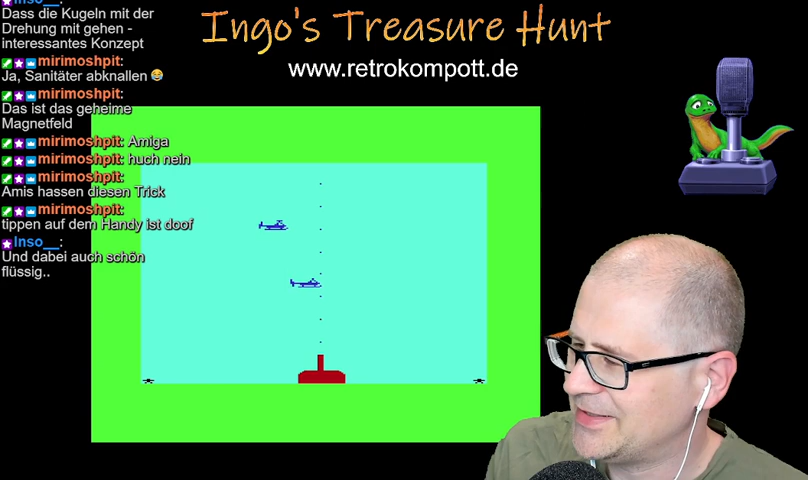 Ingo's Treasure Hunt
www.retrokompott.de
Inso__:
Dass die Kugeln mit der
Drehung mit gehen -
interessantes Konzept
mirimoshpit:
Ja, Sanitäter abknallen 😂
mirimoshpit:
Das ist das geheime
Magnetfeld
mirimoshpit: Amiga
mirimoshpit: huch nein
mirimoshpit:
Amis hassen diesen Trick
mirimoshpit:
tippen auf dem Handy ist doof
Inso__:
Und dabei auch schön
flüssig..